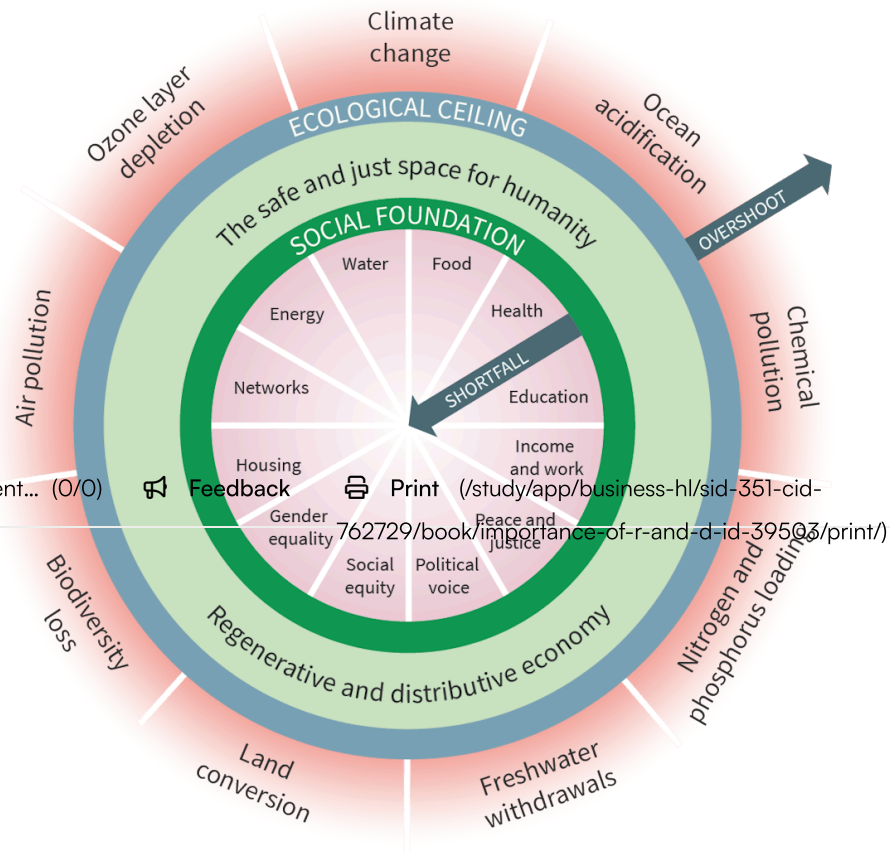 Climate
change
Ozone layer
depletion
Ocean
acidification
ECOLOGICAL CEILING
The safe and just space for humanity
OVERSHOOT
SOCIAL FOUNDATION
Water
Food
Energy
Health
Air pollution
Chemical
pollution
SHORTFALL
Networks
Education
Housing
Income
and work
ent... (0/0)
Feedback
Print (/study/app/business-hl/sid-351-cid-
762729/book/importance-of-r-and-d-id-39503/print/)
Gender
equality
Peace and
justice
Social
equity
Political
voice
Biodiversity
loss
Nitrogen and
phosphorus loading
Regenerative and distributive economy
Land
conversion
Freshwater
withdrawals